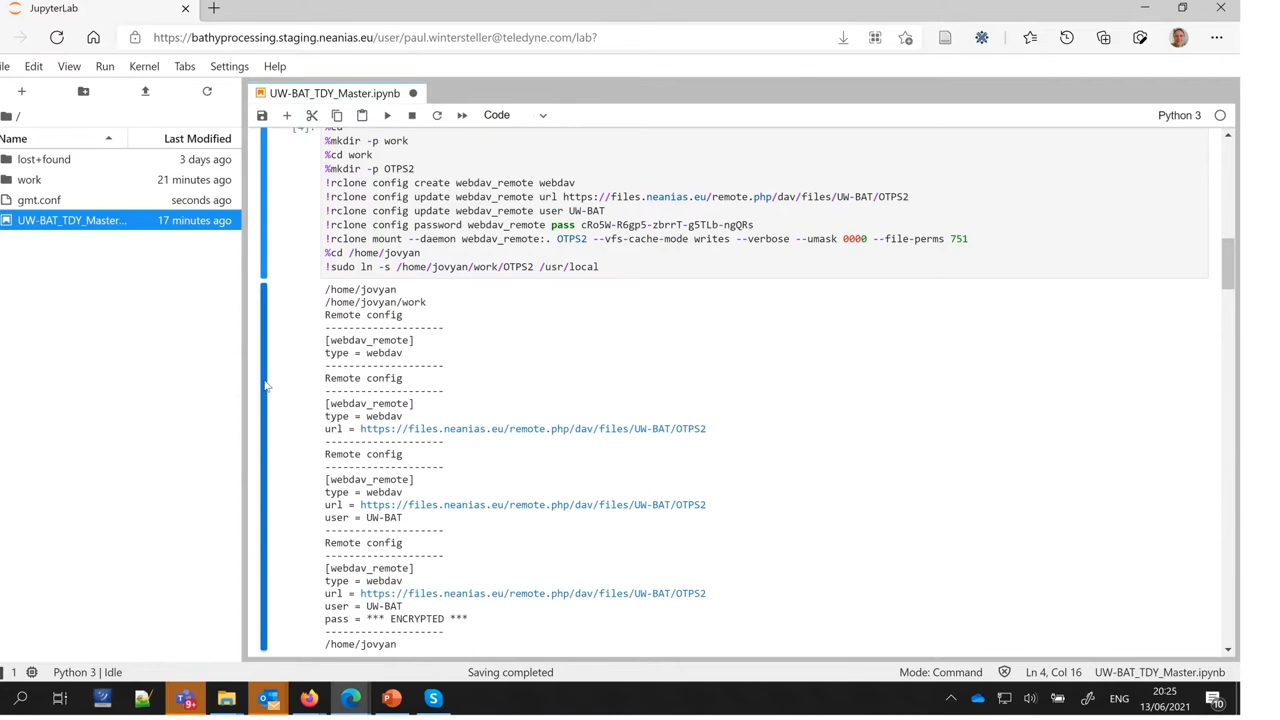 JupyterLab
https://bathyprocessing.staging.neanias.eu/user/paul.wintersteller@teledyne.com/lab?
ile Edit View Run Kernel Tabs Settings Help
UW-BAT_TDY_Master.ipynb
Code
Python 3
/
Name Last Modified
lost+found 3 days ago
work 21 minutes ago
gmt.conf seconds ago
UW-BAT_TDY_Master... 17 minutes ago
[4]: %cd
%mkdir -p work
%cd work
%mkdir -p OTPS2
!rclone config create webdav_remote webdav
!rclone config update webdav_remote url https://files.neanias.eu/remote.php/dav/files/UW-BAT/OTPS2
!rclone config update webdav_remote user UW-BAT
!rclone config password webdav_remote pass cRo5W-R6gp5-zbrrT-g5TLb-ngQRs
!rclone mount --daemon webdav_remote:. OTPS2 --vfs-cache-mode writes --verbose --umask 0000 --file-perms 751
%cd /home/jovyan
!sudo ln -s /home/jovyan/work/OTPS2 /usr/local
/home/jovyan
/home/jovyan/work
Remote config
--------------------
[webdav_remote]
type = webdav
--------------------
Remote config
--------------------
[webdav_remote]
type = webdav
url = https://files.neanias.eu/remote.php/dav/files/UW-BAT/OTPS2
--------------------
Remote config
--------------------
[webdav_remote]
type = webdav
url = https://files.neanias.eu/remote.php/dav/files/UW-BAT/OTPS2
user = UW-BAT
--------------------
Remote config
--------------------
[webdav_remote]
type = webdav
url = https://files.neanias.eu/remote.php/dav/files/UW-BAT/OTPS2
user = UW-BAT
pass = *** ENCRYPTED ***
--------------------
/home/jovyan
1 Python 3 | Idle Saving completed Mode: Command Ln 4, Col 16 UW-BAT_TDY_Master.ipynb
9+
ENG
20:25
13/06/2021
10